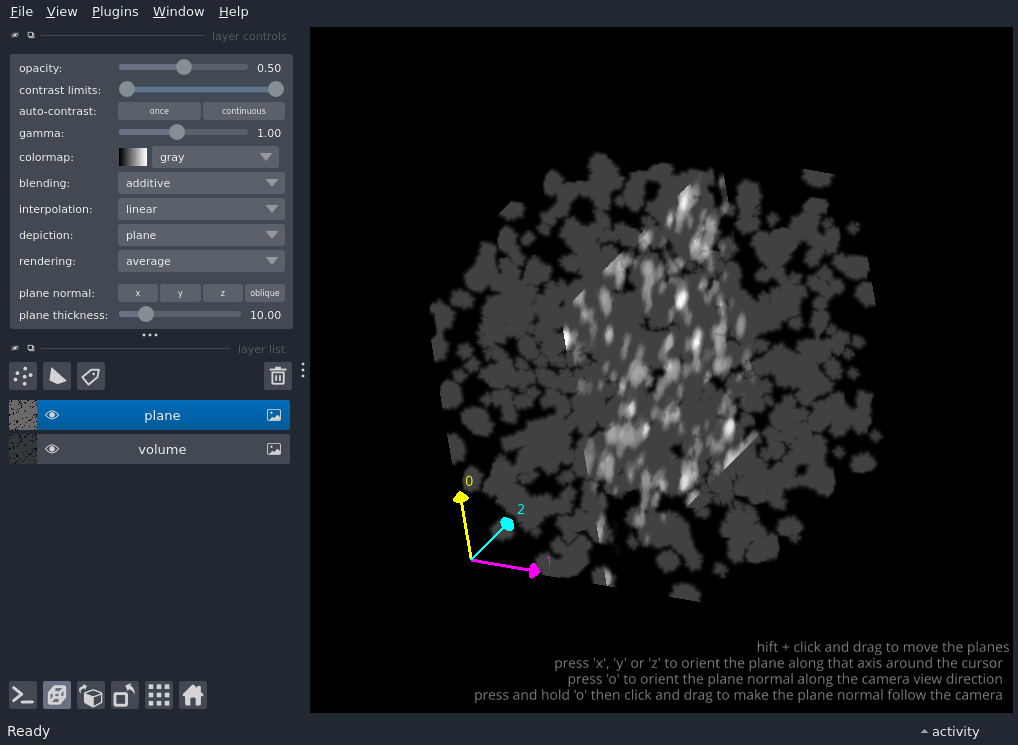 File View Plugins Window Help
layer controls
opacity: 0.50
contrast limits:
auto-contrast: once continuous
gamma: 1.00
colormap: gray
blending: additive
interpolation: linear
depiction: plane
rendering: average
plane normal: x y z oblique
plane thickness: 10.00
layer list
plane
volume
0
2
1
hift + click and drag to move the planes
press 'x', 'y' or 'z' to orient the plane along that axis around the cursor
press 'o' to orient the plane normal along the camera view direction
press and hold 'o' then click and drag to make the plane normal follow the camera
Ready activity